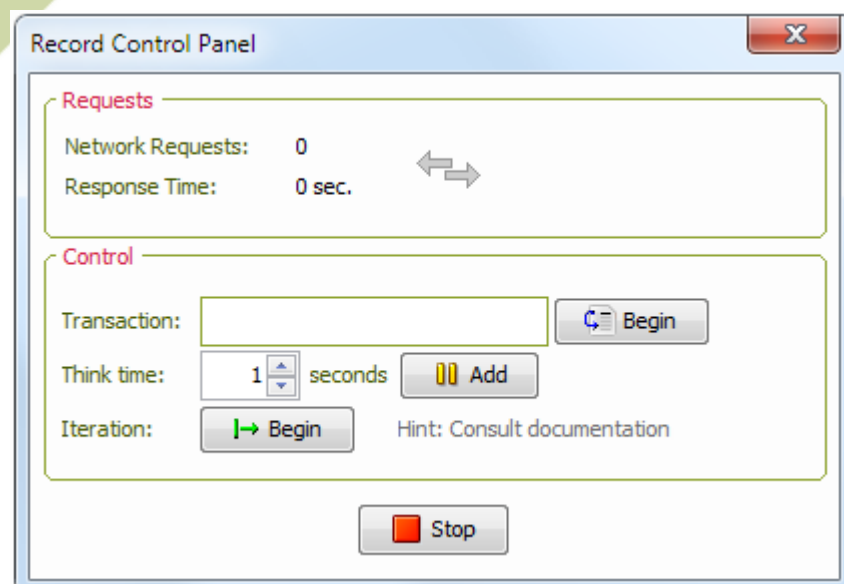 Record Control Panel
Requests
Network Requests: 0
Response Time: 0 sec.
Control
Transaction: Begin
Think time: 1 seconds Add
Iteration: Begin Hint: Consult documentation
Stop